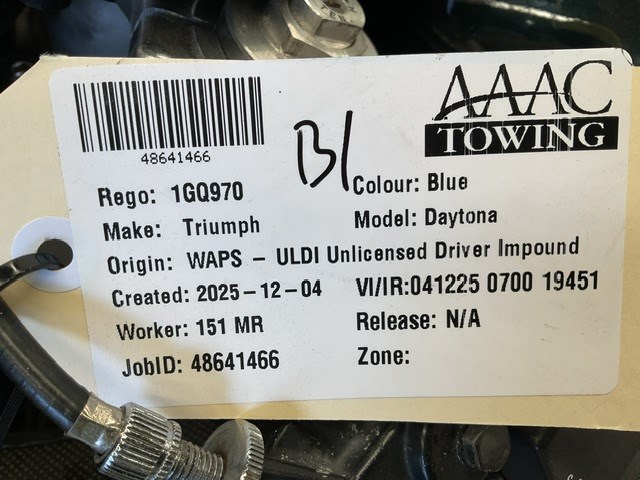 AAAC
TOWING
48641466
B1
Rego: 1GQ970
Colour: Blue
Make: Triumph
Model: Daytona
Origin: WAPS - ULDI Unlicensed Driver Impound
Created: 2025-12-04
VI/IR:041225 0700 19451
Worker: 151 MR
Release: N/A
JobID: 48641466
Zone: